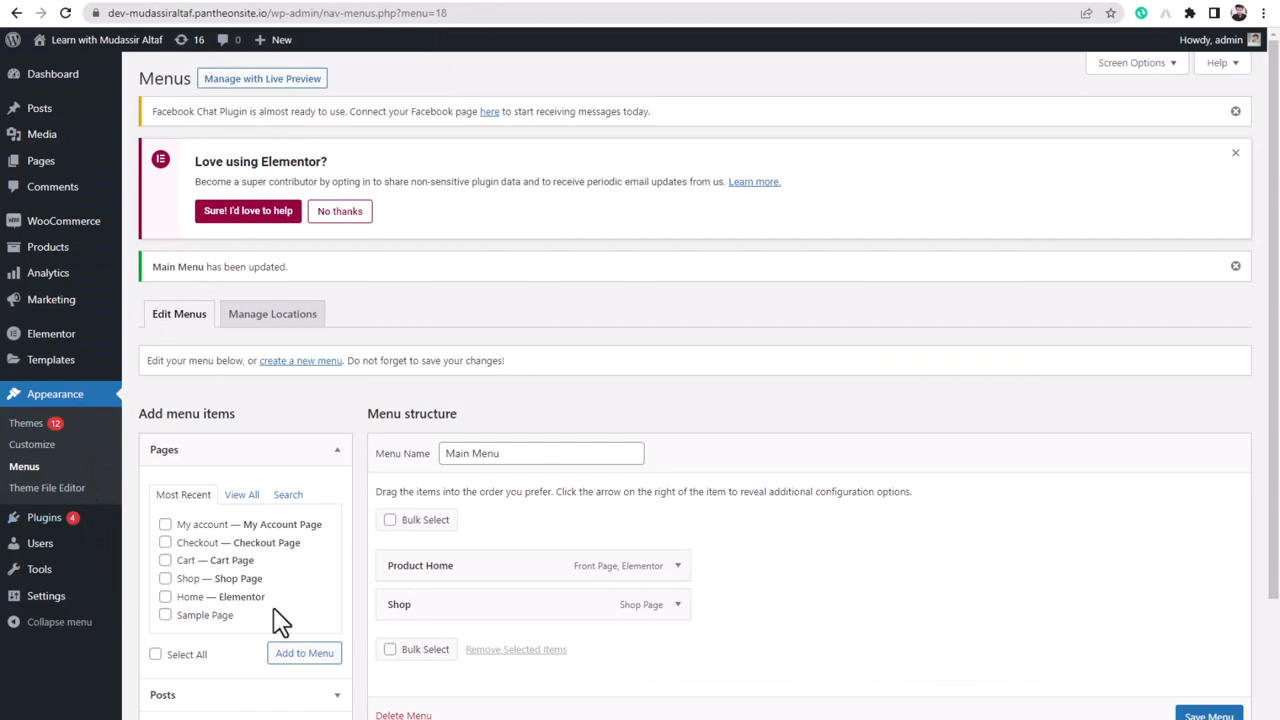 dev-mudassiraltaf.pantheonsite.io/wp-admin/nav-menus.php?menu=18
Learn with Mudassir Altaf 16 0 New Howdy, admin
Screen Options Help
Dashboard
Posts
Media
Pages
Comments
WooCommerce
Products
Analytics
Marketing
Elementor
Templates
Appearance
Themes 12
Customize
Menus
Theme File Editor
Plugins 4
Users
Tools
Settings
Collapse menu
Menus Manage with Live Preview
Facebook Chat Plugin is almost ready to use. Connect your Facebook page here to start receiving messages today.
Love using Elementor?
Become a super contributor by opting in to share non-sensitive plugin data and to receive periodic email updates from us. Learn more.
Sure! I'd love to help No thanks
Main Menu has been updated.
Edit Menus Manage Locations
Edit your menu below, or create a new menu. Do not forget to save your changes!
Add menu items
Pages
Most Recent View All Search
My account — My Account Page
Checkout — Checkout Page
Cart — Cart Page
Shop — Shop Page
Home — Elementor
Sample Page
Select All Add to Menu
Posts
Menu structure
Menu Name Main Menu
Drag the items into the order you prefer. Click the arrow on the right of the item to reveal additional configuration options.
Bulk Select
Product Home Front Page, Elementor
Shop Shop Page
Bulk Select Remove Selected Items
Delete Menu Save Menu